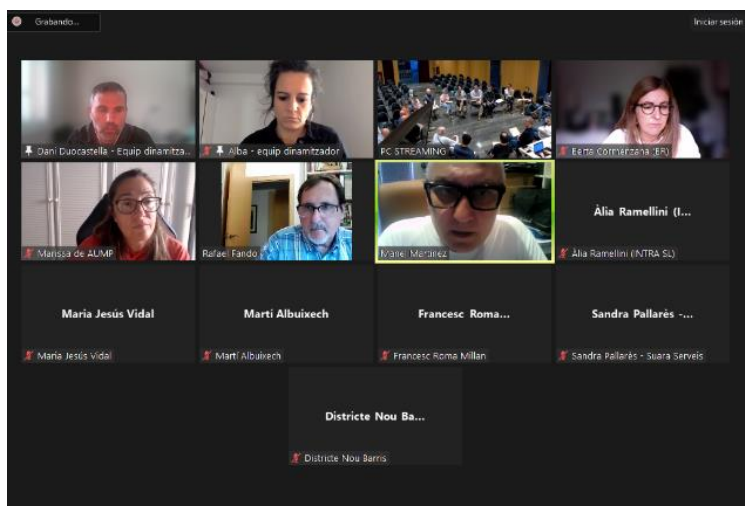 Grabando...
Iniciar sesión
Dani Duocastella - Equip dinamitza...
Alba - equip dinamitzador
PC STREAMING
Berta Cormenzana (ER)
Marissa de AUMP
Rafael Fando
Manel Martínez
Àlia Ramellini (I...
Àlia Ramellini (INTRA SL)
Maria Jesús Vidal
Maria Jesús Vidal
Martí Albuixech
Martí Albuixech
Francesc Roma...
Francesc Roma Millan
Sandra Pallarès -...
Sandra Pallarès - Suara Serveis
Districte Nou Ba...
Districte Nou Barris